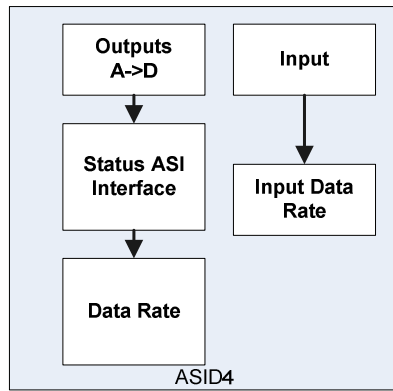 Outputs
A->D
Status ASI
Interface
Data Rate
Input
Input Data
Rate
ASID4